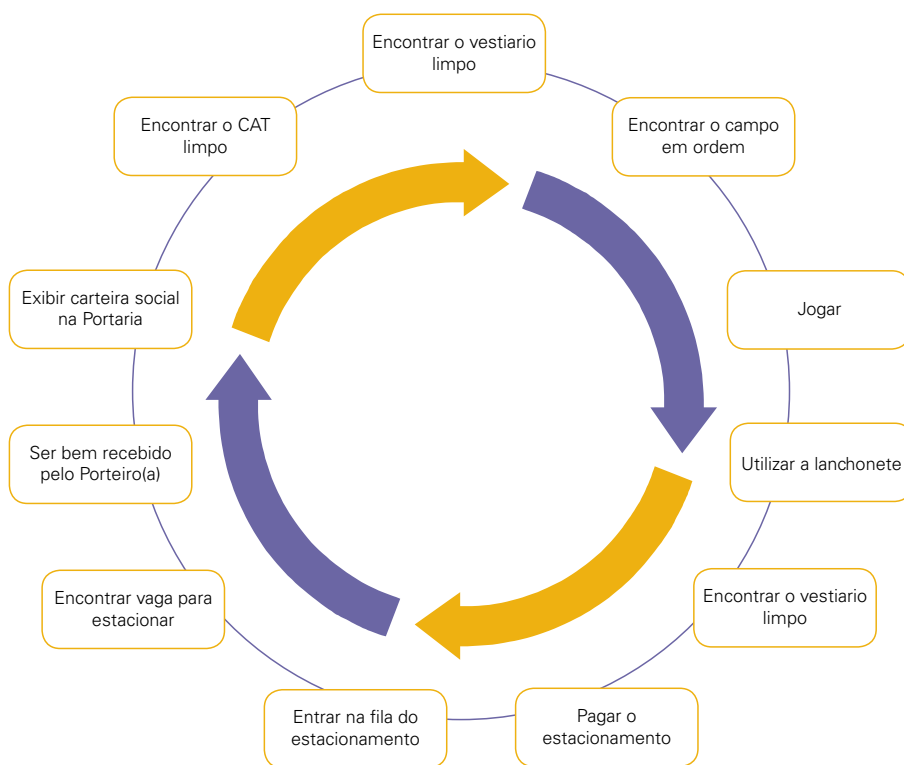 Encontrar o vestiario
limpo
Encontrar o campo
em ordem
Jogar
Utilizar a lanchonete
Encontrar o vestiario
limpo
Pagar o
estacionamento
Entrar na fila do
estacionamento
Encontrar vaga para
estacionar
Ser bem recebido
pelo Porteiro(a)
Exibir carteira social
na Portaria
Encontrar o CAT
limpo